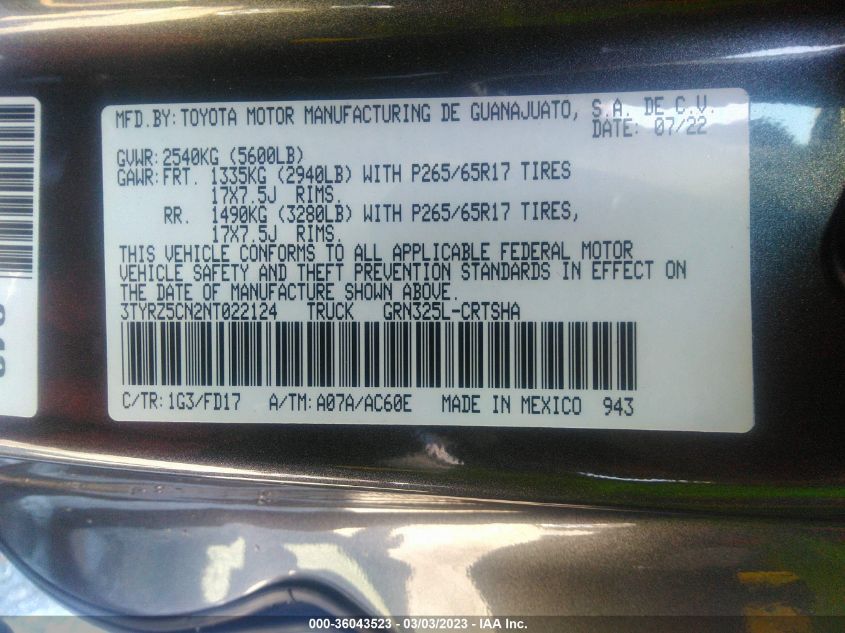 MFD.BY: TOYOTA MOTOR MANUFACTURING DE GUANAJUATO, S.A. DE C.V.
DATE: 07/22
GVWR: 2540KG (5600LB)
GAWR: FRT. 1335KG (2940LB) WITH P265/65R17 TIRES
17X7.5J RIMS.
RR. 1490KG (3280LB) WITH P265/65R17 TIRES,
17X7.5J RIMS.
THIS VEHICLE CONFORMS TO ALL APPLICABLE FEDERAL MOTOR
VEHICLE SAFETY AND THEFT PREVENTION STANDARDS IN EFFECT ON
THE DATE OF MANUFACTURE SHOWN ABOVE.
3TYRZ5CN2NT022124 TRUCK GRN325L-CRTSHA
C/TR: 1G3/FD17 A/TM: A07A/AC60E MADE IN MEXICO 943
000-36043523 - 03/03/2023 - IAA Inc.